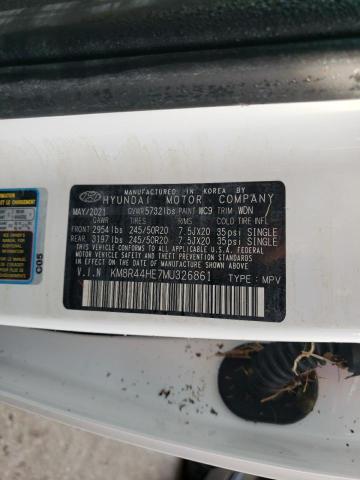 MANUFACTURED IN KOREA BY
HYUNDAI MOTOR COMPANY
MAY/2021 GVWR 5732lbs PAINT WC9 TRIM WDN
GAWR TIRES RIMS COLD TIRE INFL
FRONT 2954 lbs 245/50R20 7.5JX20 35psi SINGLE
REAR 3197 lbs 245/50R20 7.5JX20 35psi SINGLE
THIS VEHICLE CONFORMS TO ALL APPLICABLE U.S.A. FEDERAL
MOTOR VEHICLE SAFETY AND THEFT PREVENTION STANDARDS
IN EFFECT ON THE DATE OF MANUFACTURE SHOWN ABOVE.
V.I.N KM8R44HE7MU326861 TYPE : MPV
C05